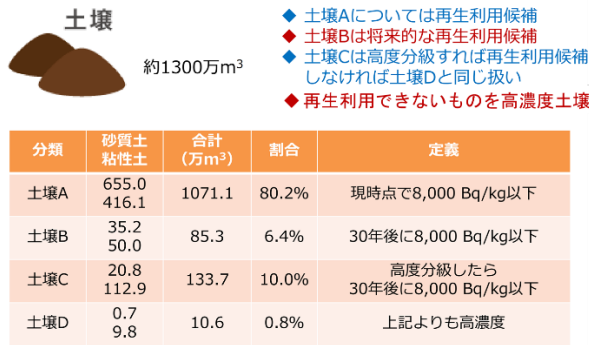 土壌
約1300万m³
◆ 土壌Aについては再生利用候補
◆ 土壌Bは将来的な再生利用候補
◆ 土壌Cは高度分級すれば再生利用候補
しなければ土壌Dと同じ扱い
◆ 再生利用できないものを高濃度土壌
分類 砂質土 合計 割合 定義
粘性土 （万m³）
土壌A 655.0 1071.1 80.2% 現時点で8,000 Bq/kg以下
416.1
土壌B 35.2 85.3 6.4% 30年後に8,000 Bq/kg以下
50.0
土壌C 20.8 133.7 10.0% 高度分級したら
112.9 30年後に8,000 Bq/kg以下
土壌D 0.7 10.6 0.8% 上記よりも高濃度
9.8